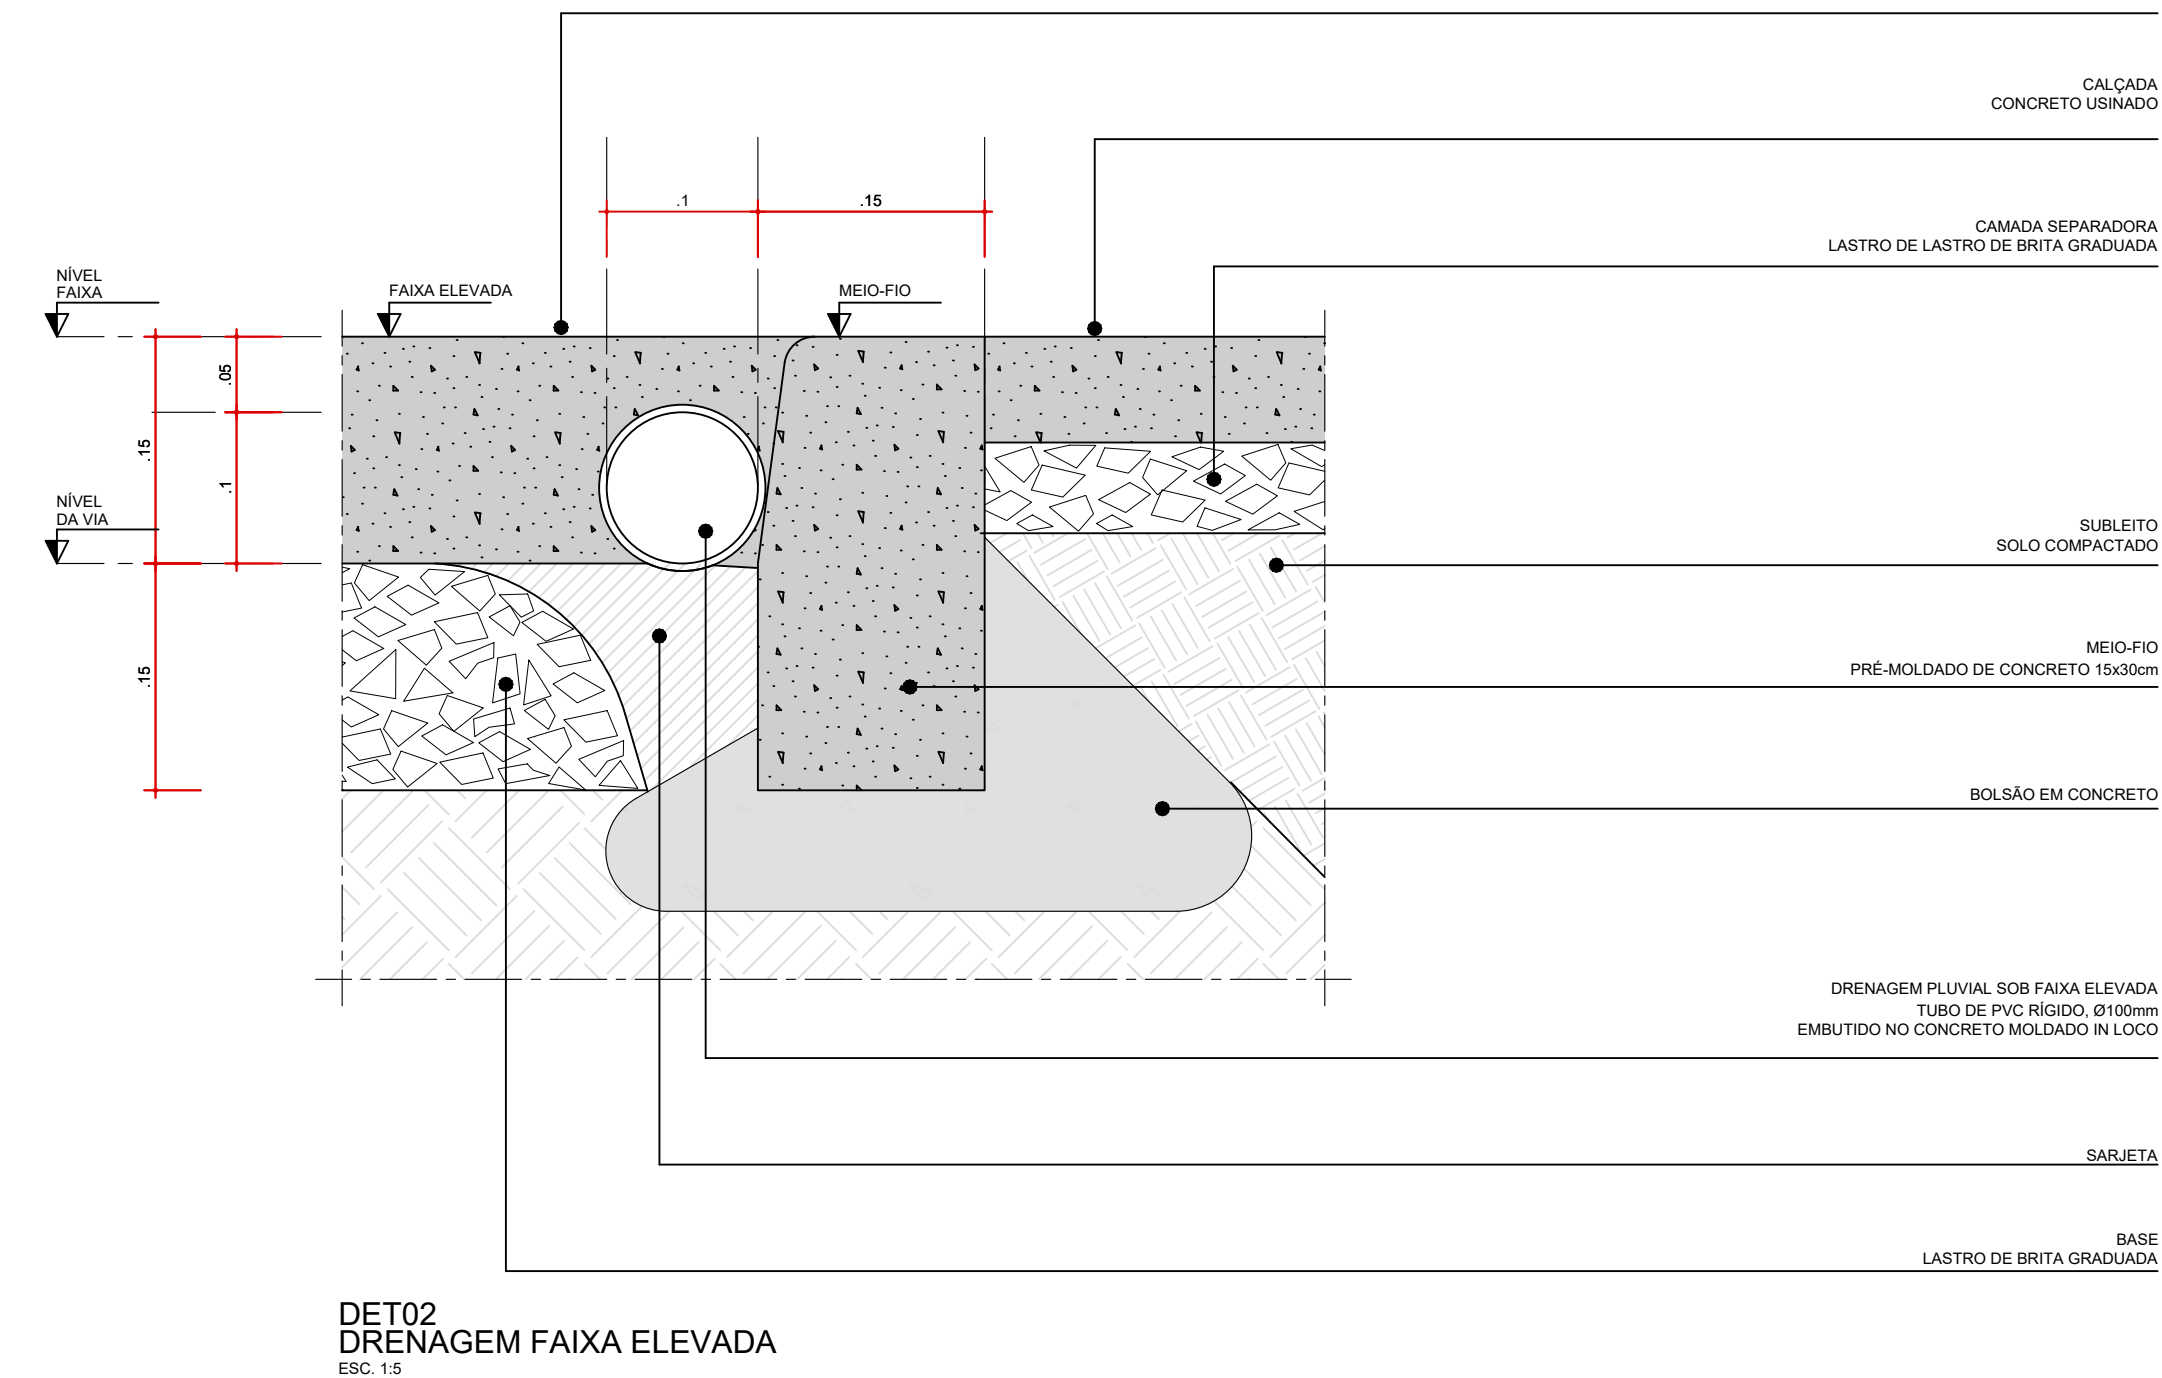 CALÇADA
CONCRETO USINADO
.1
.15
CAMADA SEPARADORA
LASTRO DE LASTRO DE BRITA GRADUADA
NÍVEL
FAIXA
FAIXA ELEVADA
MEIO-FIO
.05
.15
.1
NÍVEL
DA VIA
SUBLEITO
SOLO COMPACTADO
.15
MEIO-FIO
PRÉ-MOLDADO DE CONCRETO 15x30cm
BOLSÃO EM CONCRETO
DRENAGEM PLUVIAL SOB FAIXA ELEVADA
TUBO DE PVC RÍGIDO, Ø100mm
EMBUTIDO NO CONCRETO MOLDADO IN LOCO
SARJETA
BASE
LASTRO DE BRITA GRADUADA
DET02
DRENAGEM FAIXA ELEVADA
ESC. 1:5